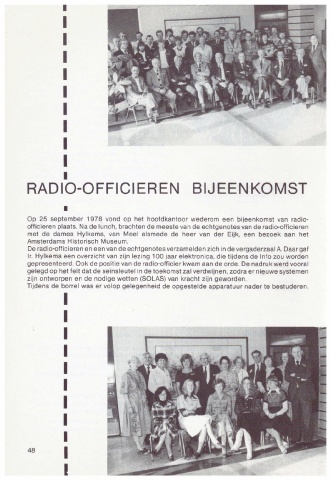 RADIO-OFFICIEREN BIJEENKOMST
Op 25 september 1978 vond op het hoofdkantoor wederom een bijeenkomst van radio-
officieren plaats. Na de lunch, brachten de meeste van de echtgenotes van de radio-officieren
met de dames Hylkema, van Meel alsmede de heer van der Eijk, een bezoek aan het
Amsterdams Historisch Museum.
De radio-officieren en een van de echtgenotes verzamelden zich in de vergaderzaal A. Daar gaf
Ir. Hylkema een overzicht van zijn lezing 100 jaar elektronica, die tijdens de Info zou worden
gepresenteerd. Ook de positie van de radio-officier kwam aan de orde. De nadruk werd vooral
gelegd op het feit dat de seinsleutel in de toekomst zal verdwijnen, zodra er nieuwe systemen
zijn ontworpen en de nodige wetten (SOLAS) van kracht zijn geworden.
Tijdens de borrel was er volop gelegenheid de opgestelde apparatuur nader te bestuderen.
48